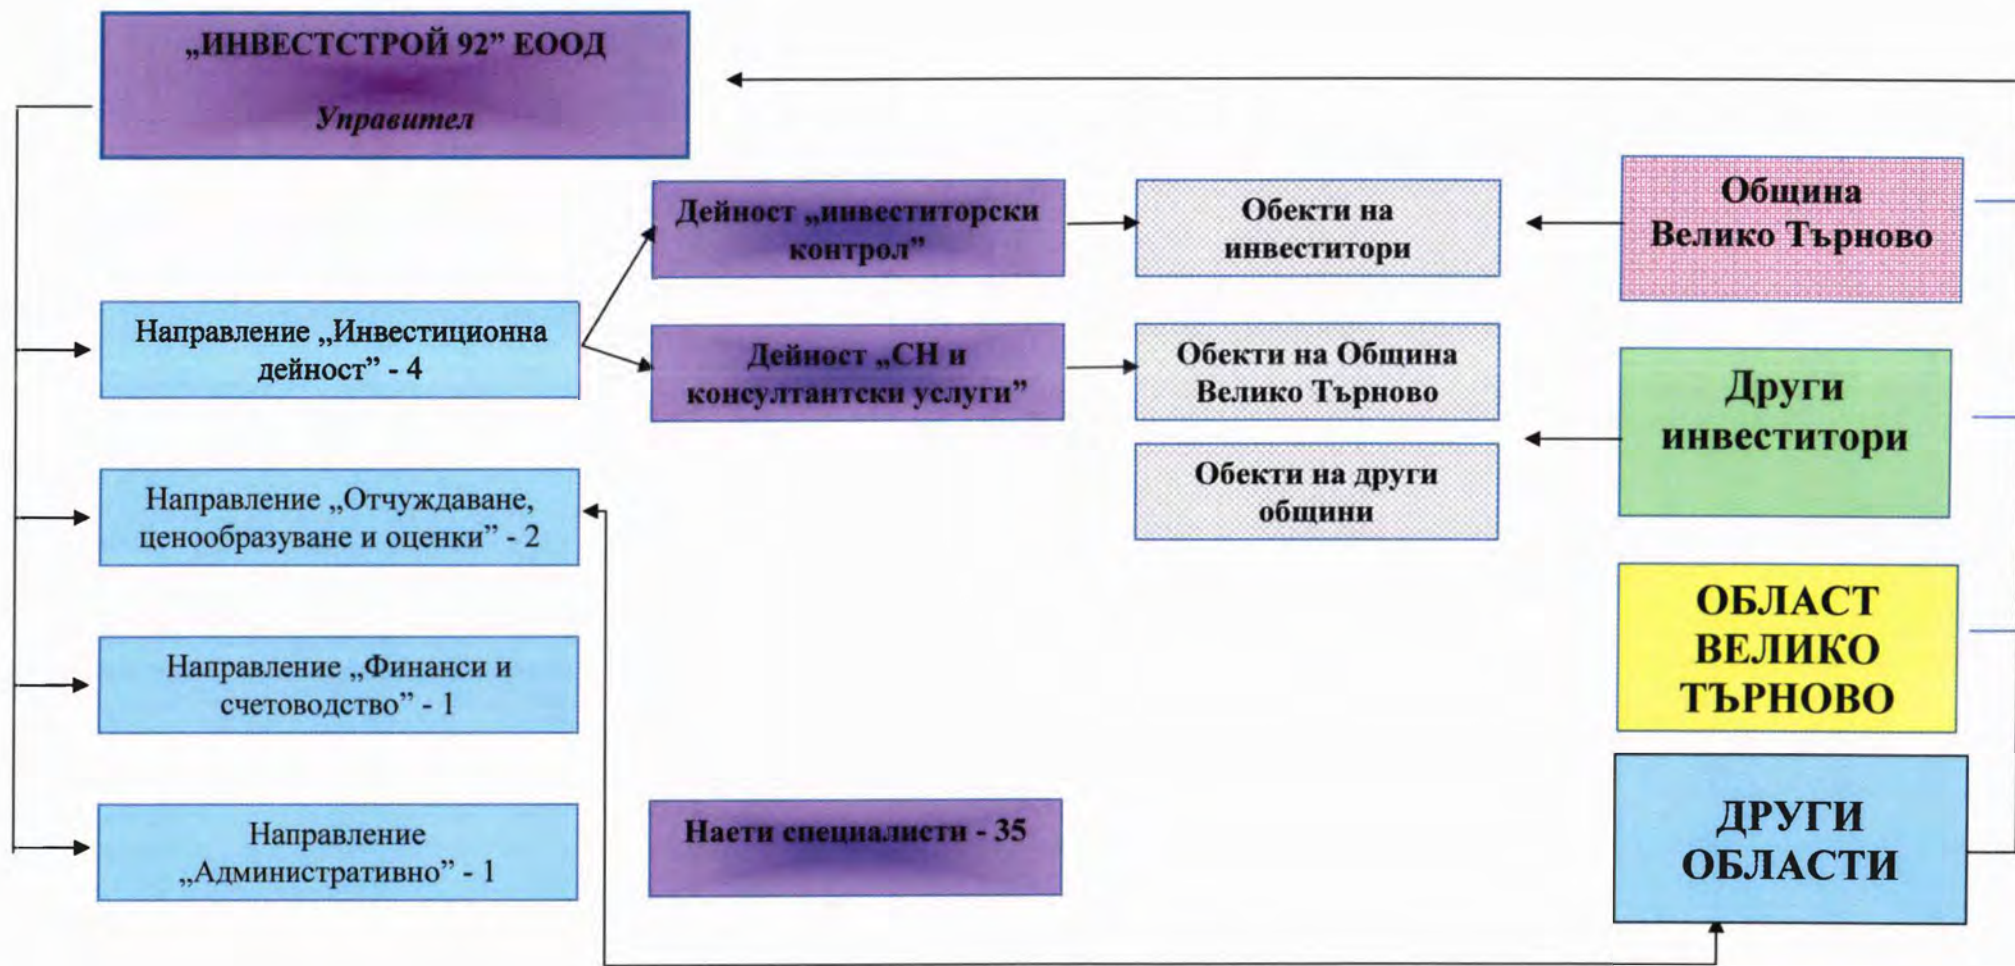 „ИНВЕСТСТРОЙ 92” ЕООД
Управител
Дейност „инвеститорски
контрол”
Обекти на
инвеститори
Община
Велико Търново
Направление „Инвестиционна
дейност” - 4
Дейност „СН и
консултантски услуги”
Обекти на Община
Велико Търново
Други
инвеститори
Направление „Отчуждаване,
ценообразуване и оценки” - 2
Обекти на други
общини
ОБЛАСТ
ВЕЛИКО
ТЪРНОВО
Направление „Финанси и
счетоводство” - 1
Направление
„Административно” - 1
Наети специалисти - 35
ДРУГИ
ОБЛАСТИ